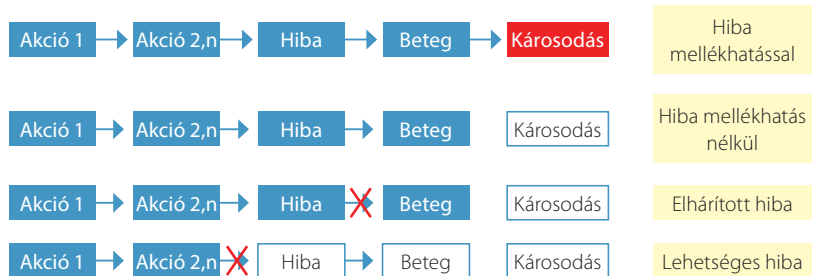 Akció 1 Akció 2,n Hiba Beteg Károsodás Hiba
mellékhatással
Akció 1 Akció 2,n Hiba Beteg Károsodás Hiba mellékhatás
nélkül
Akció 1 Akció 2,n Hiba Beteg Károsodás Elhárított hiba
Akció 1 Akció 2,n Hiba Beteg Károsodás Lehetséges hiba